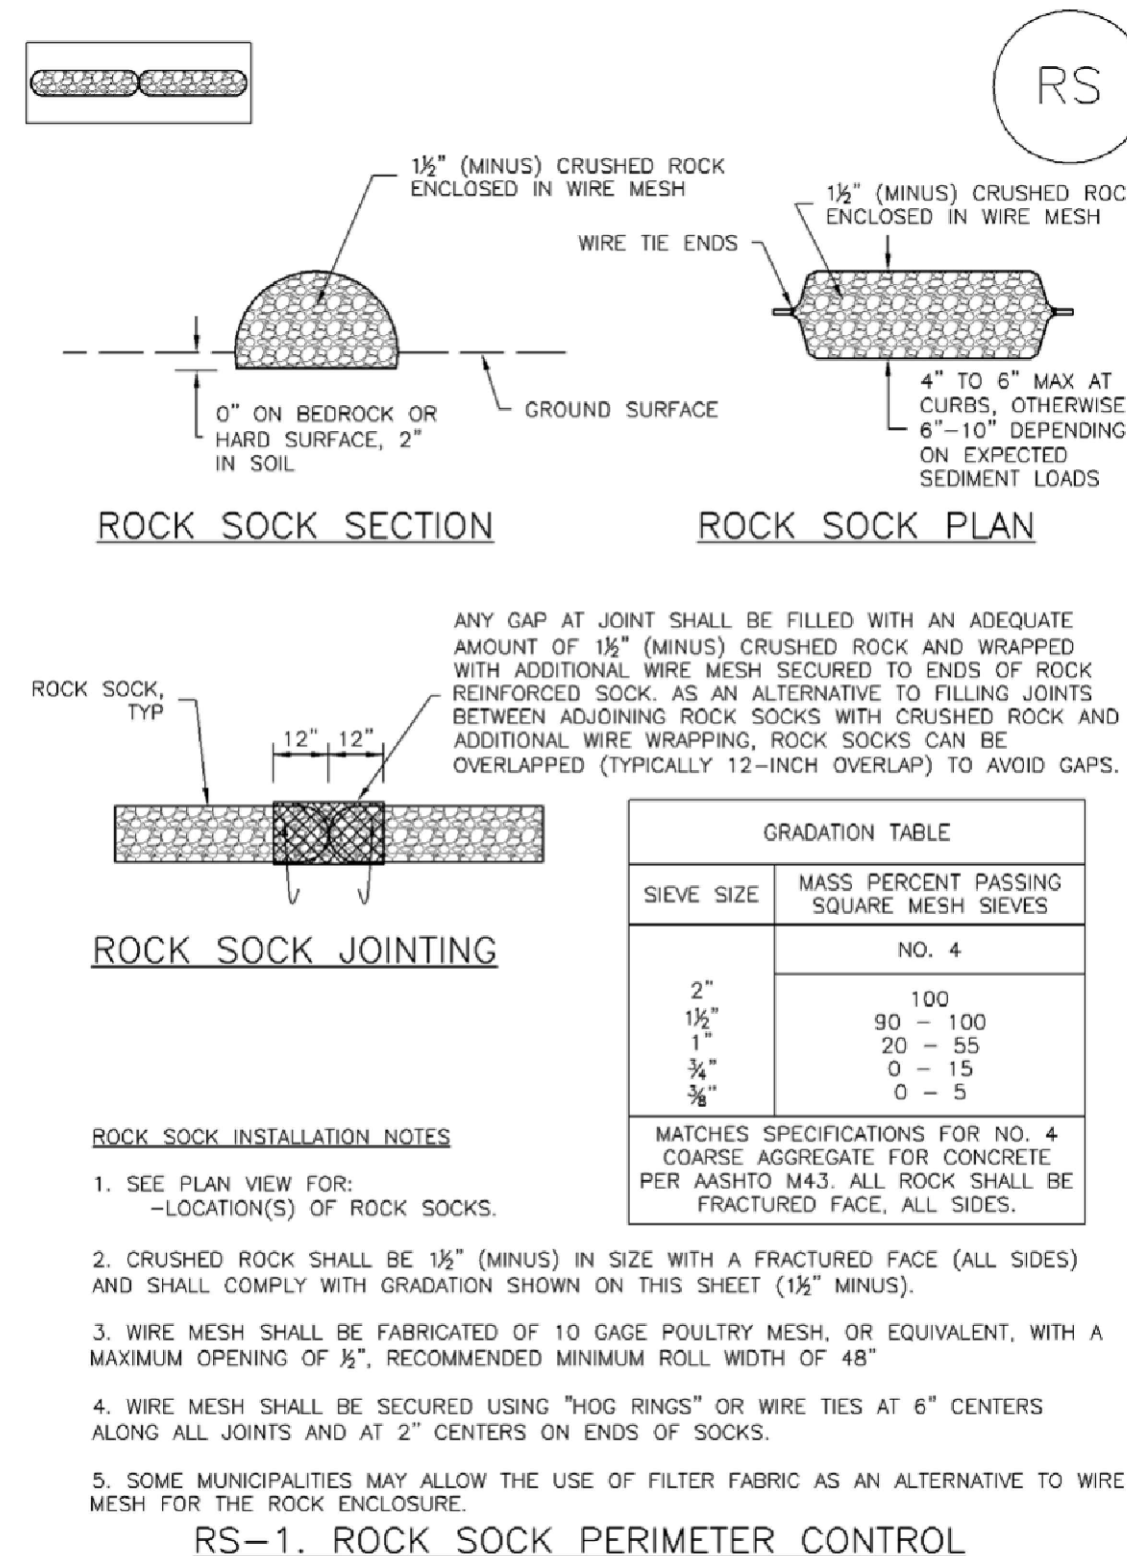 RS
1½" (MINUS) CRUSHED ROCK
ENCLOSED IN WIRE MESH
0" ON BEDROCK OR
HARD SURFACE, 2"
IN SOIL
GROUND SURFACE
ROCK SOCK SECTION
1½" (MINUS) CRUSHED ROC
ENCLOSED IN WIRE MESH
WIRE TIE ENDS
4" TO 6" MAX AT
CURBS, OTHERWISE
6"-10" DEPENDING
ON EXPECTED
SEDIMENT LOADS
ROCK SOCK PLAN
ANY GAP AT JOINT SHALL BE FILLED WITH AN ADEQUATE
AMOUNT OF 1½" (MINUS) CRUSHED ROCK AND WRAPPED
WITH ADDITIONAL WIRE MESH SECURED TO ENDS OF ROCK
REINFORCED SOCK. AS AN ALTERNATIVE TO FILLING JOINTS
BETWEEN ADJOINING ROCK SOCKS WITH CRUSHED ROCK AND
ADDITIONAL WIRE WRAPPING, ROCK SOCKS CAN BE
OVERLAPPED (TYPICALLY 12-INCH OVERLAP) TO AVOID GAPS.
ROCK SOCK,
TYP
12" 12"
ROCK SOCK JOINTING
GRADATION TABLE
SIEVE SIZE MASS PERCENT PASSING
SQUARE MESH SIEVES
NO. 4
2" 100
1½" 90 - 100
1" 20 - 55
¾" 0 - 15
⅜" 0 - 5
MATCHES SPECIFICATIONS FOR NO. 4
COARSE AGGREGATE FOR CONCRETE
PER AASHTO M43. ALL ROCK SHALL BE
FRACTURED FACE, ALL SIDES.
ROCK SOCK INSTALLATION NOTES
1. SEE PLAN VIEW FOR:
-LOCATION(S) OF ROCK SOCKS.
2. CRUSHED ROCK SHALL BE 1½" (MINUS) IN SIZE WITH A FRACTURED FACE (ALL SIDES)
AND SHALL COMPLY WITH GRADATION SHOWN ON THIS SHEET (1½" MINUS).
3. WIRE MESH SHALL BE FABRICATED OF 10 GAGE POULTRY MESH, OR EQUIVALENT, WITH A
MAXIMUM OPENING OF ½", RECOMMENDED MINIMUM ROLL WIDTH OF 48"
4. WIRE MESH SHALL BE SECURED USING "HOG RINGS" OR WIRE TIES AT 6" CENTERS
ALONG ALL JOINTS AND AT 2" CENTERS ON ENDS OF SOCKS.
5. SOME MUNICIPALITIES MAY ALLOW THE USE OF FILTER FABRIC AS AN ALTERNATIVE TO WIRE
MESH FOR THE ROCK ENCLOSURE.
RS-1. ROCK SOCK PERIMETER CONTROL